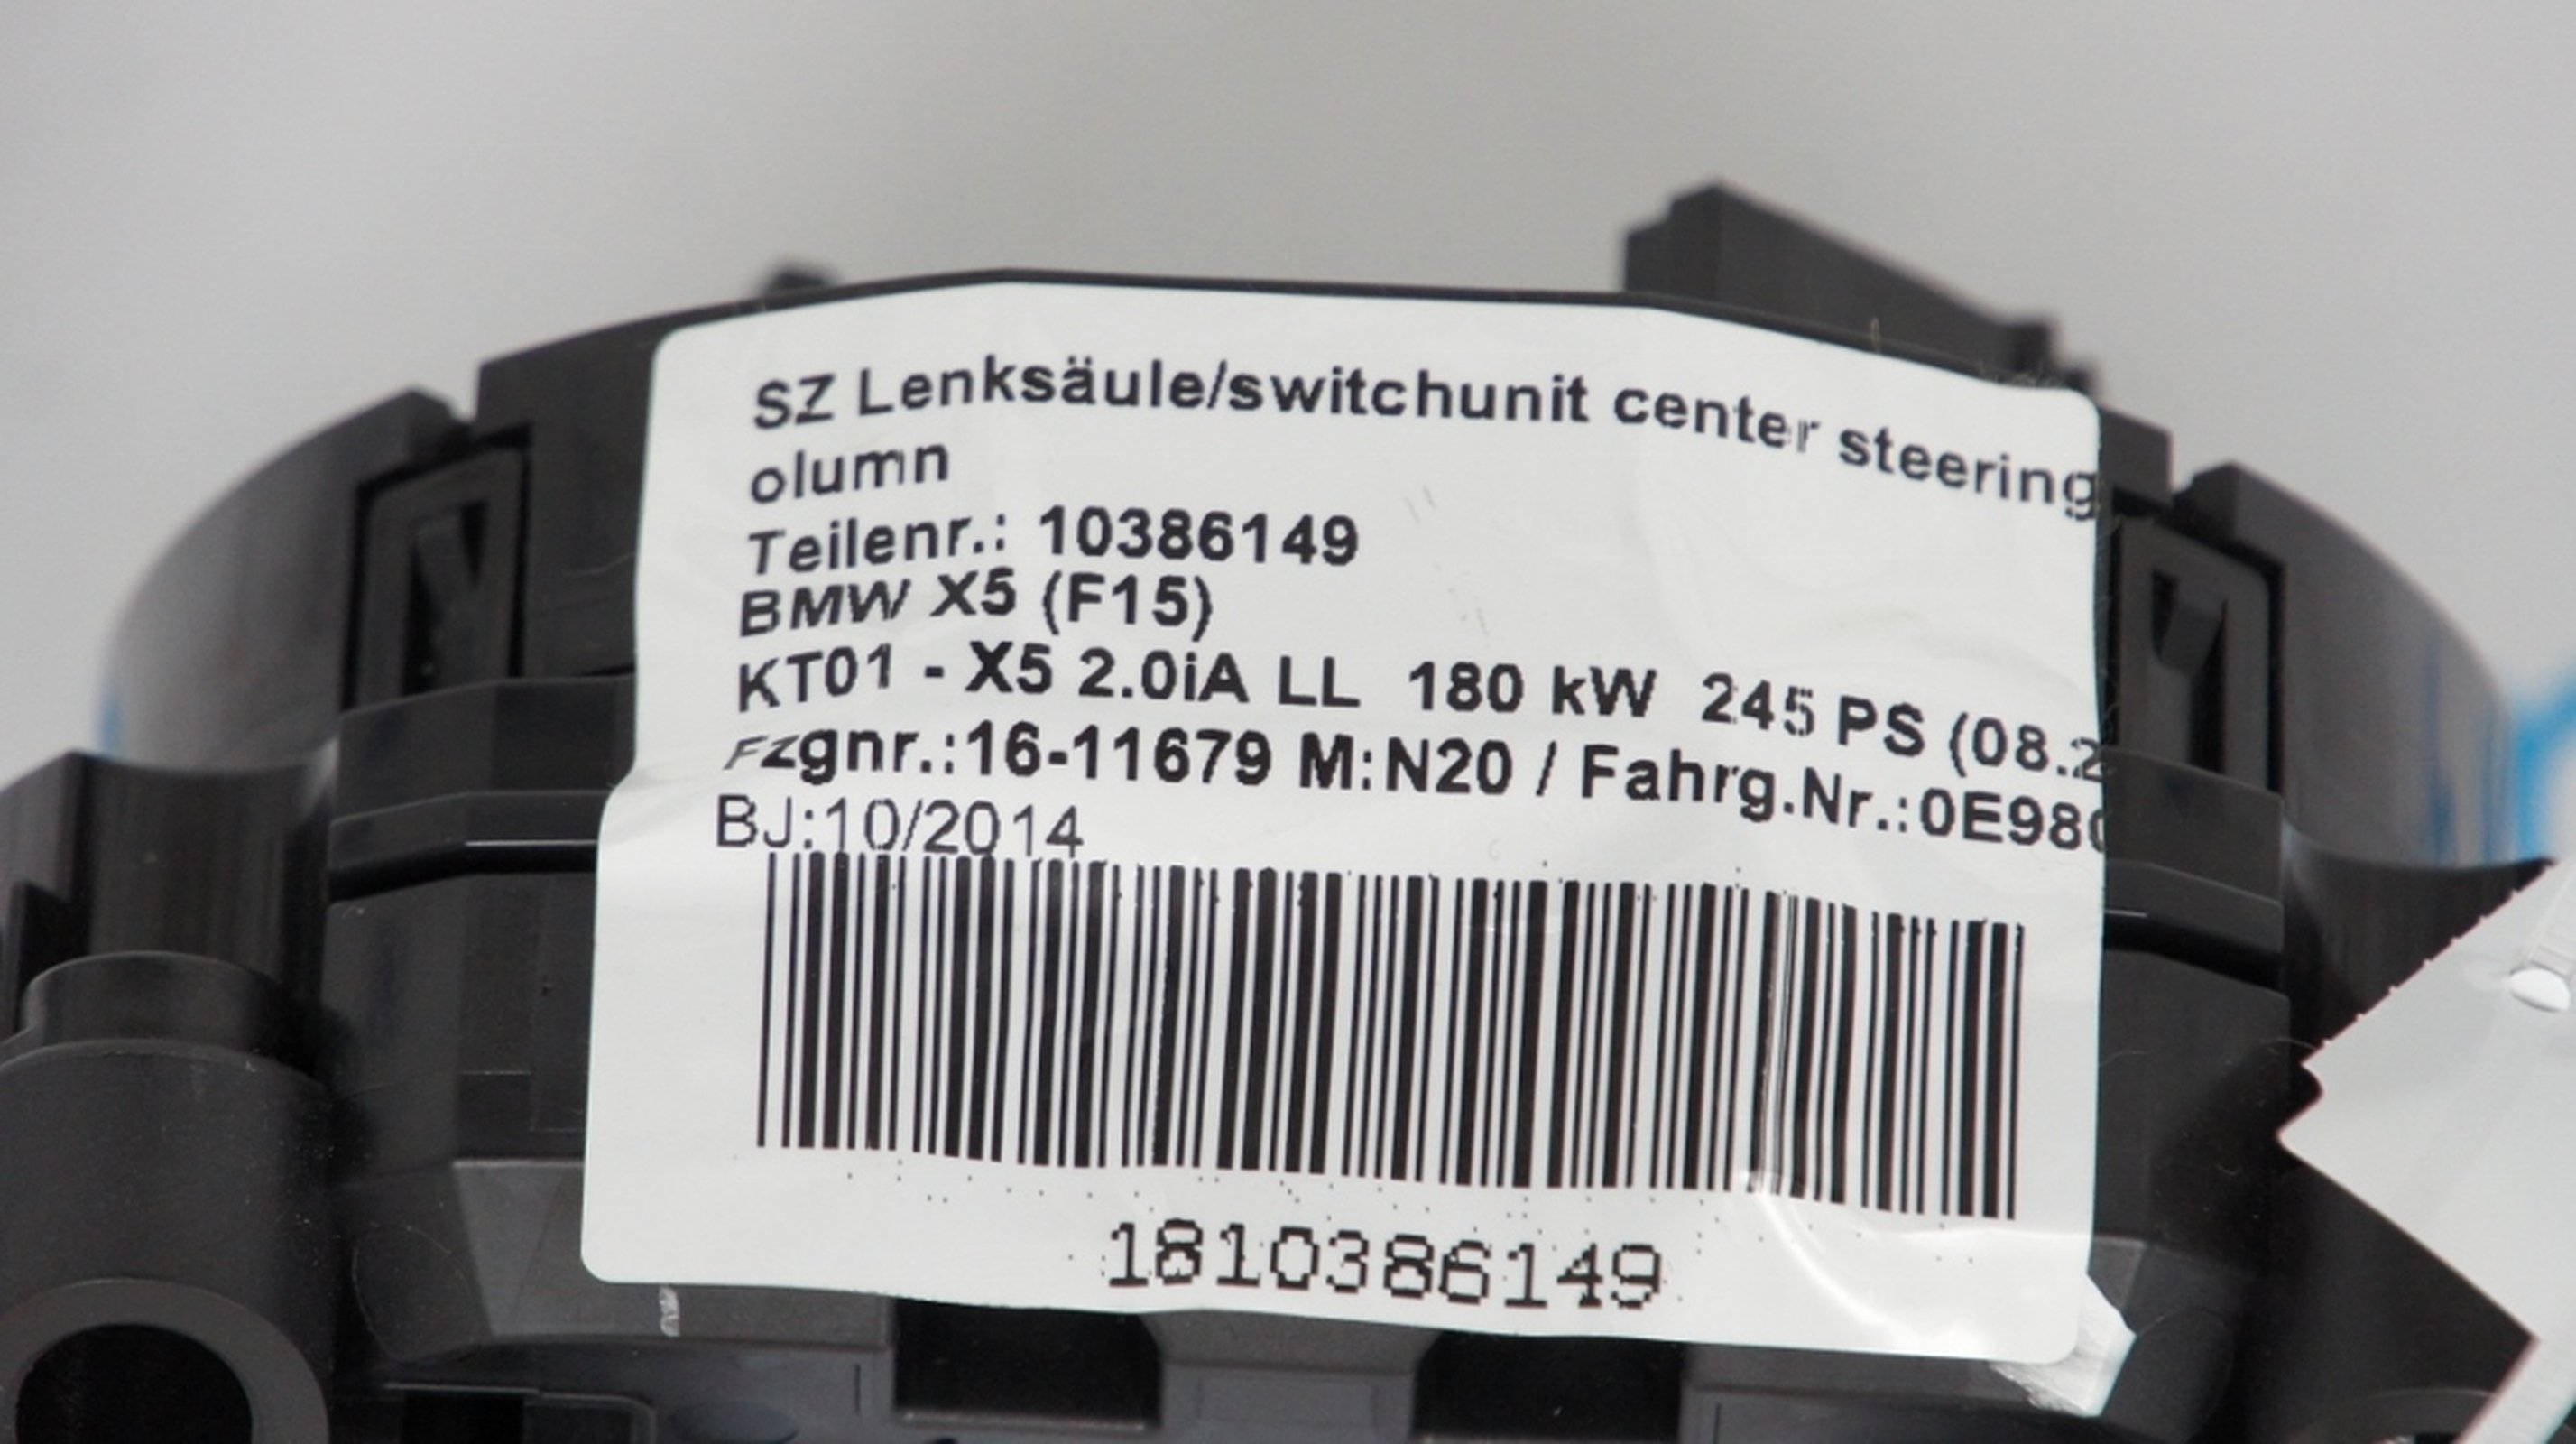 SZ Lenksäule/switchunit center steering
olumn
Teilenr.: 10386149
BMW X5 (F15)
KT01 - X5 2.0iA LL 180 kW 245 PS (08.2
Fzgnr.:16-11679 M:N20 / Fahrg.Nr.:0E980
BJ:10/2014
1810386149